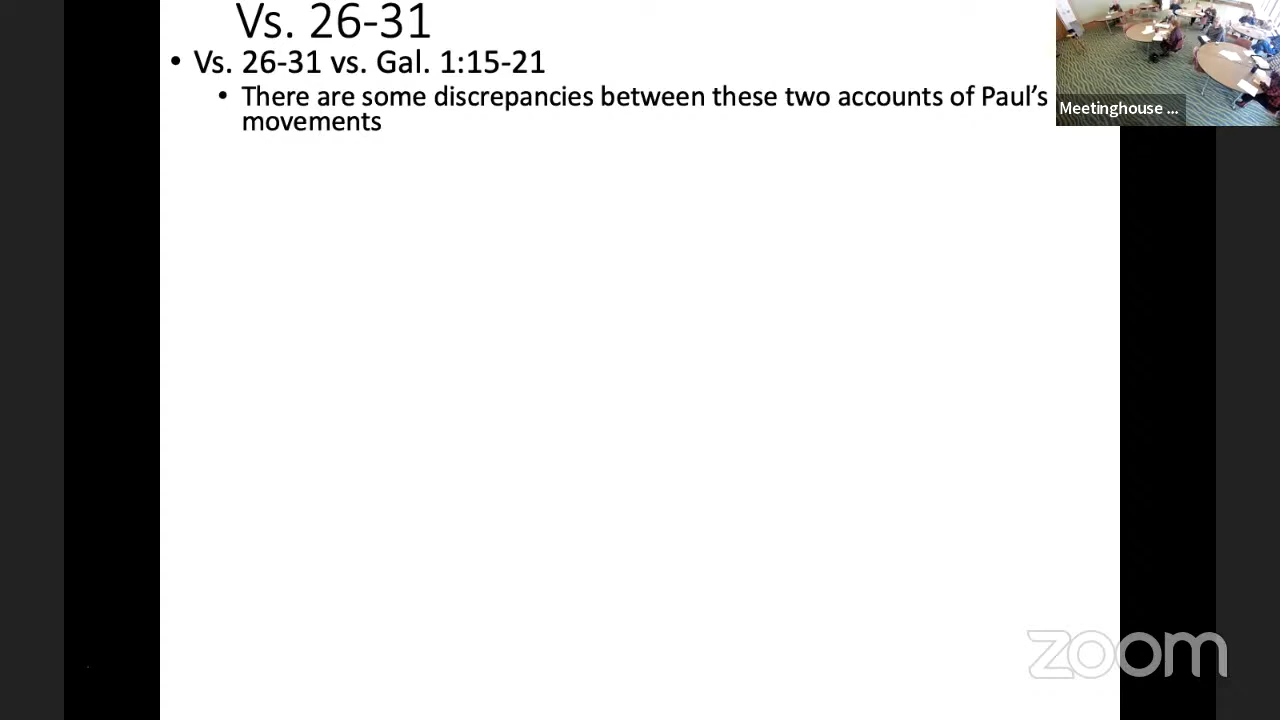 Vs. 26-31
• Vs. 26-31 vs. Gal. 1:15-21
• There are some discrepancies between these two accounts of Paul’s
movements
Meetinghouse ...
zoom